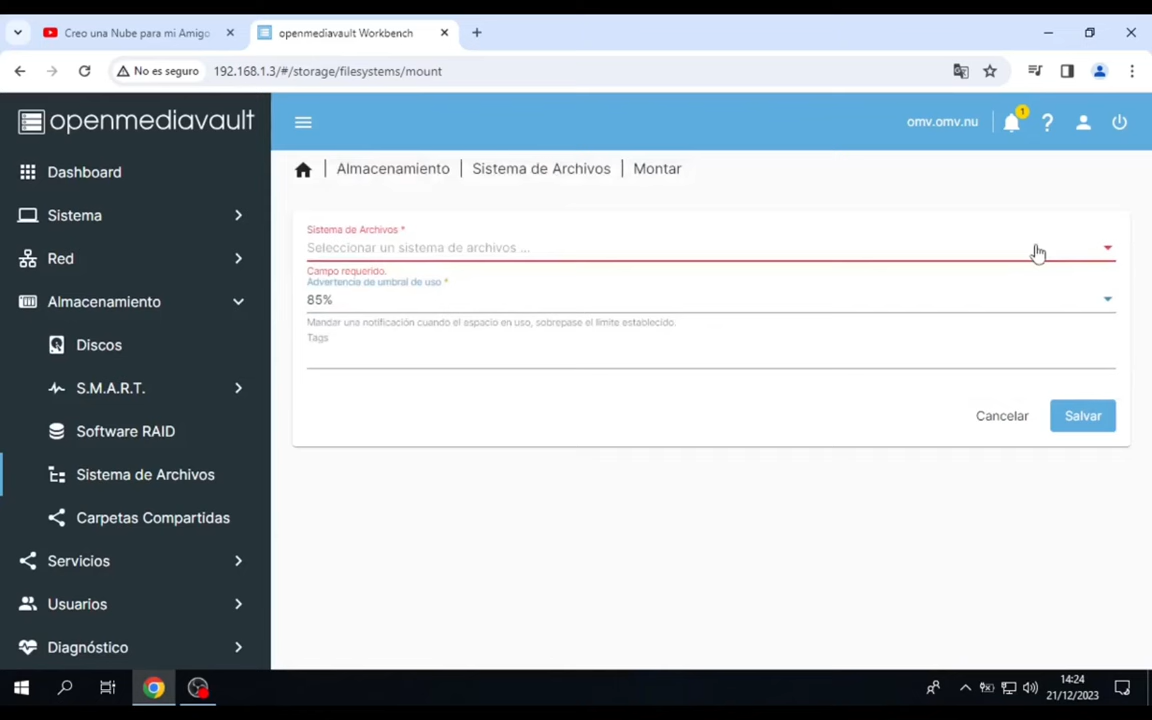 Creo una Nube para mi Amigo
openmediavault Workbench
No es seguro
192.168.1.3/#/storage/filesystems/mount
openmediavault
omv.omv.nu
1
Dashboard
Sistema
Red
Almacenamiento
Discos
S.M.A.R.T.
Software RAID
Sistema de Archivos
Carpetas Compartidas
Servicios
Usuarios
Diagnóstico
Almacenamiento | Sistema de Archivos | Montar
Sistema de Archivos *
Seleccionar un sistema de archivos ...
Campo requerido.
Advertencia de umbral de uso *
85%
Mandar una notificación cuando el espacio en uso, sobrepase el límite establecido.
Tags
Cancelar
Salvar
14:24
21/12/2023